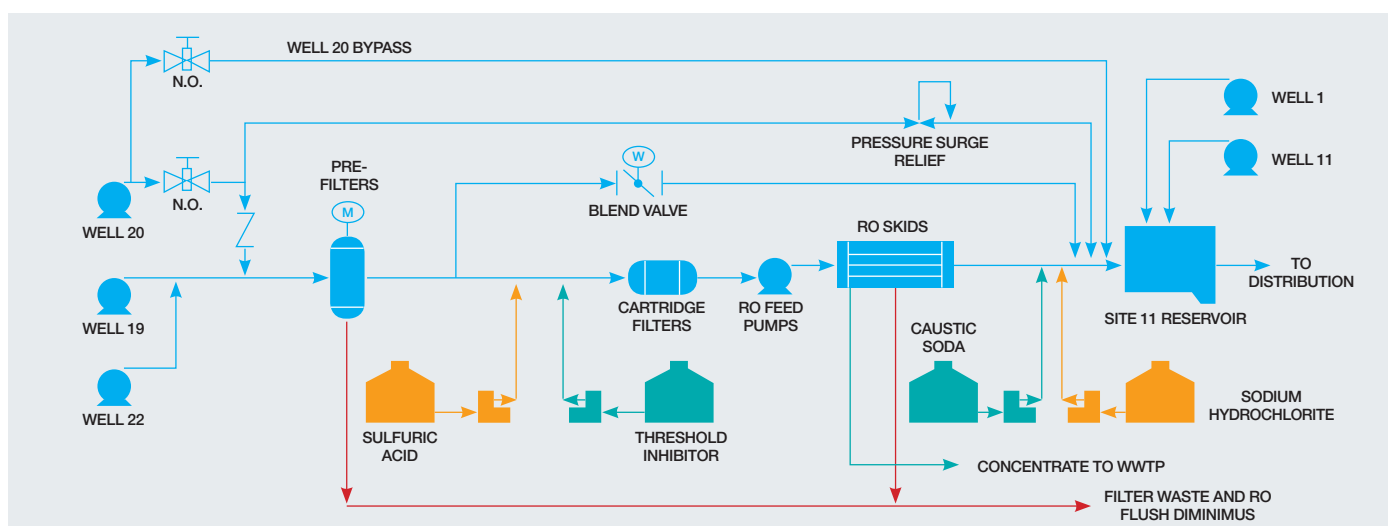 WELL 20 BYPASS
N.O.
WELL 1
PRESSURE SURGE
RELIEF
WELL 11
PRE-
FILTERS
W
M
N.O.
BLEND VALVE
WELL 20
RO SKIDS
TO
DISTRIBUTION
WELL 19
CARTRIDGE
FILTERS
RO FEED
PUMPS
SITE 11 RESERVOIR
CAUSTIC
SODA
WELL 22
SULFURIC
ACID
THRESHOLD
INHIBITOR
SODIUM
HYDROCHLORITE
CONCENTRATE TO WWTP
FILTER WASTE AND RO
FLUSH DIMINIMUS